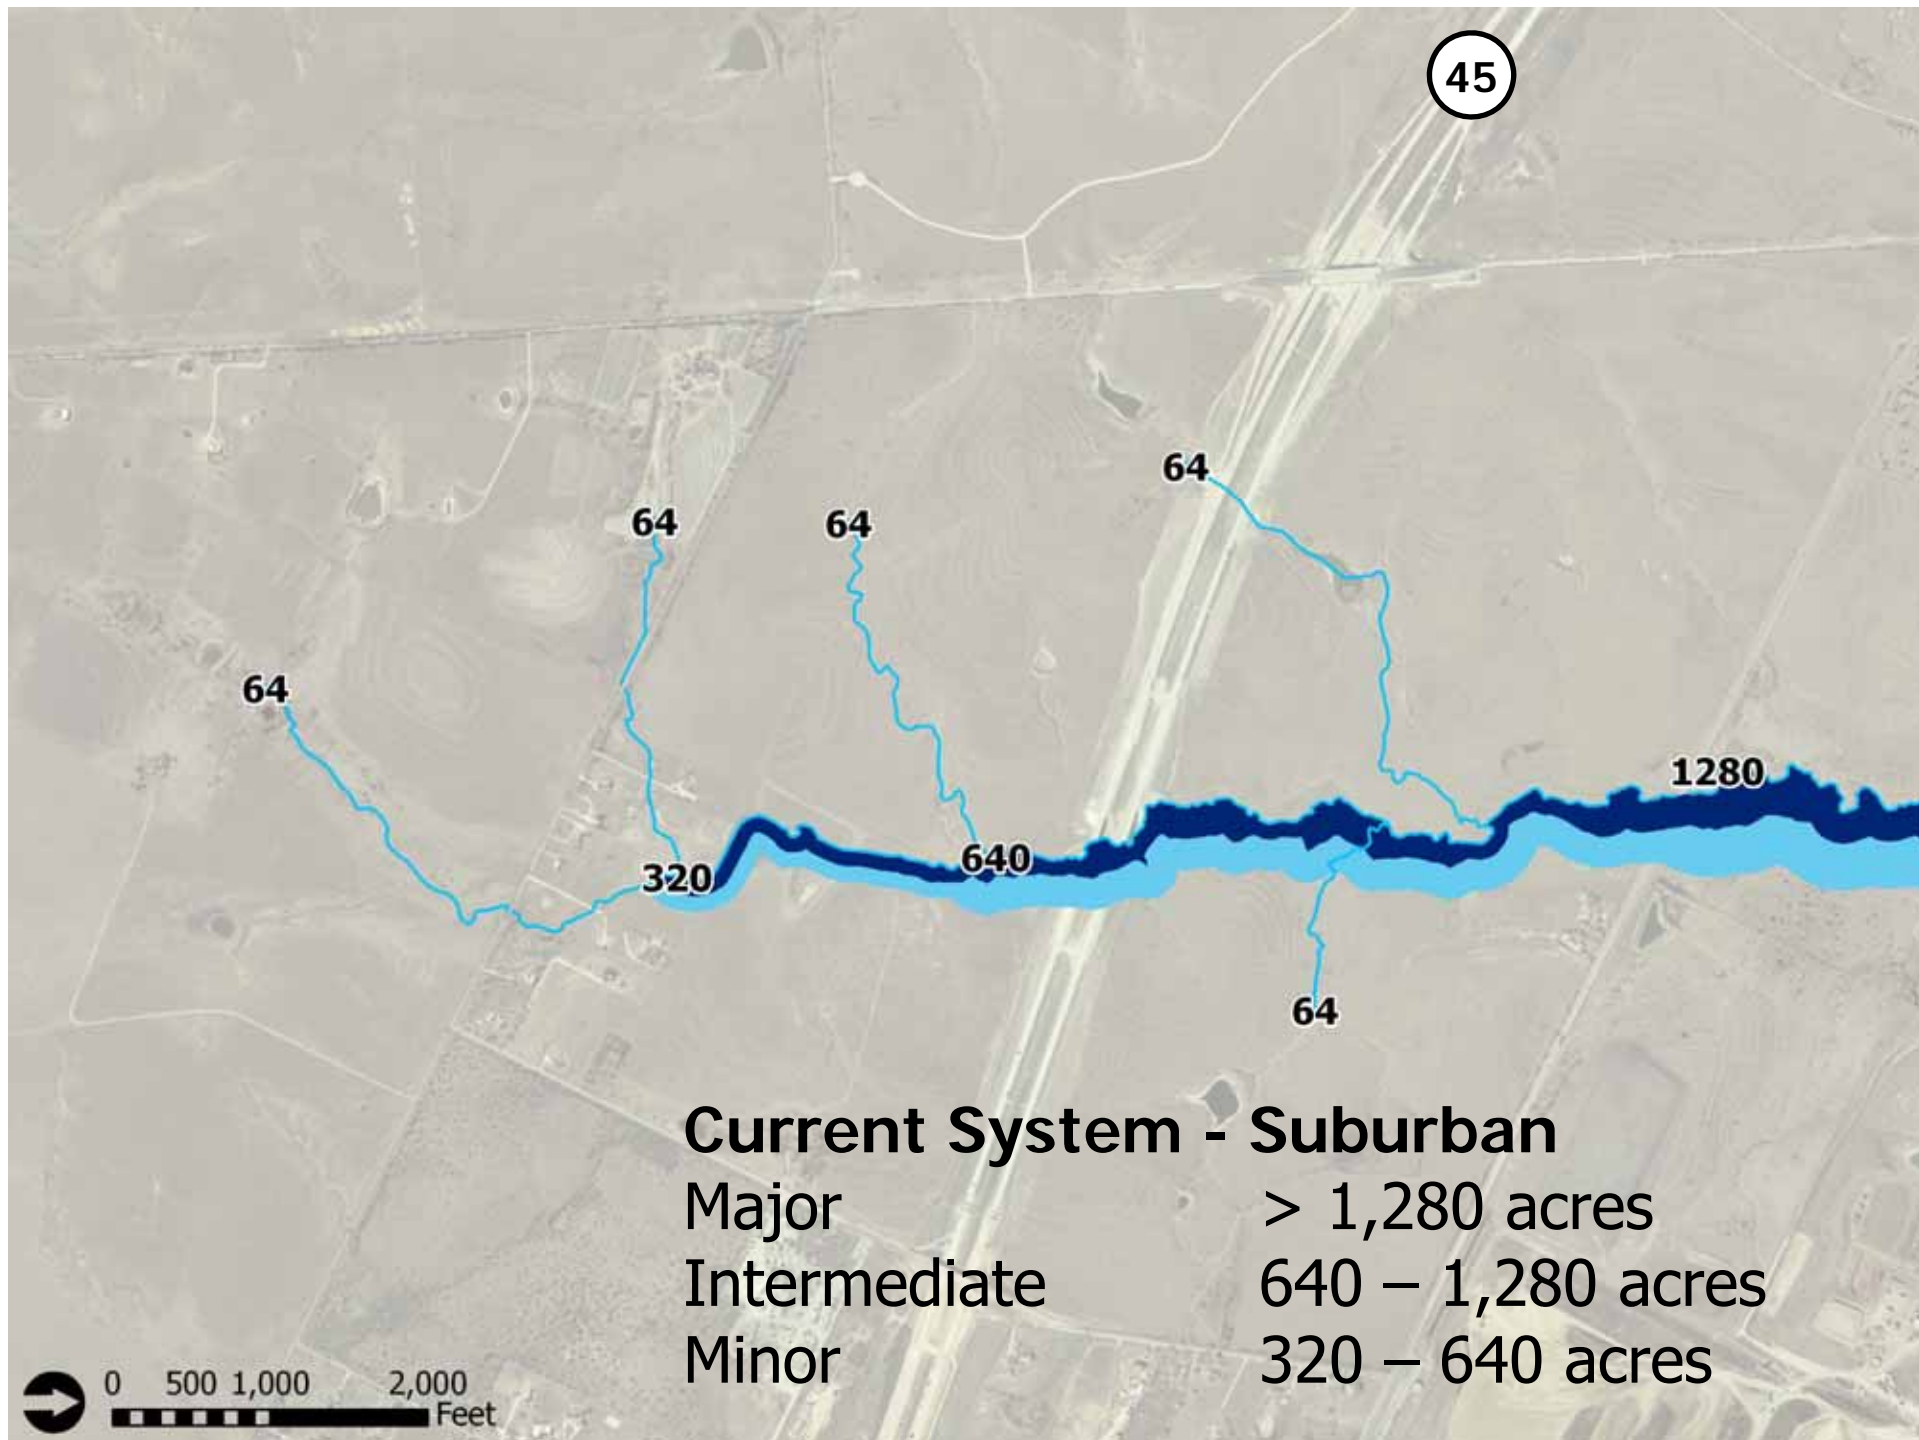 45
64
64
64
64
1280
640
320
64
Current System - Suburban
Major > 1,280 acres
Intermediate 640 – 1,280 acres
Minor 320 – 640 acres
0 500 1,000 2,000
Feet